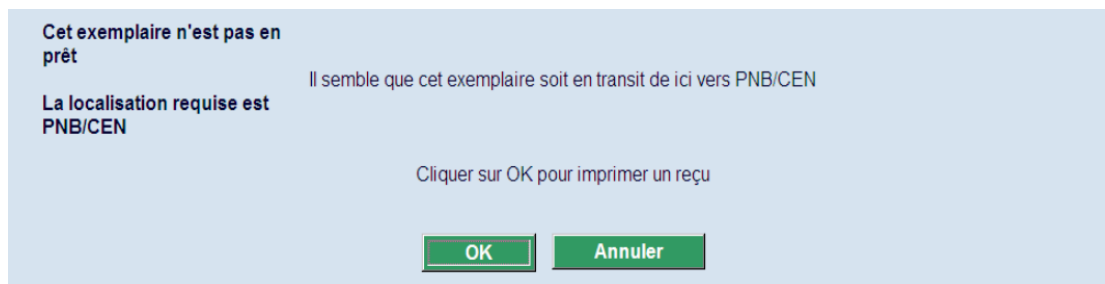 Cet exemplaire n'est pas en
prêt
Il semble que cet exemplaire soit en transit de ici vers PNB/CEN
La localisation requise est
PNB/CEN
Cliquer sur OK pour imprimer un reçu
OK
Annuler